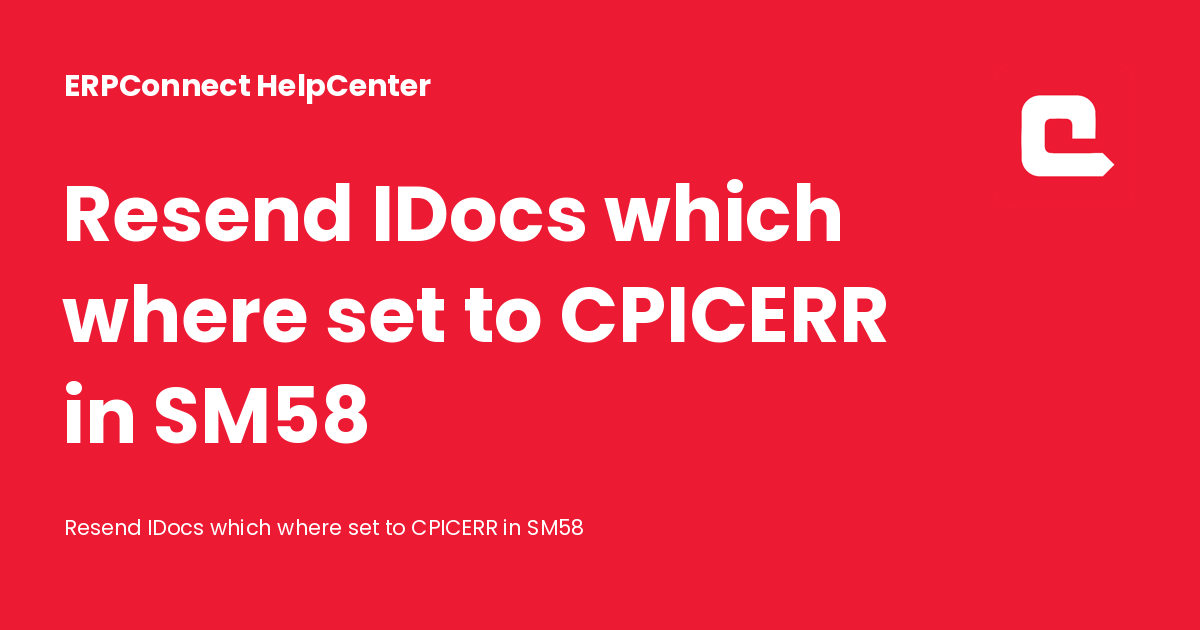 ERPConnect HelpCenter
Resend IDocs which
where set to CPICERR
in SM58
Resend IDocs which where set to CPICERR in SM58